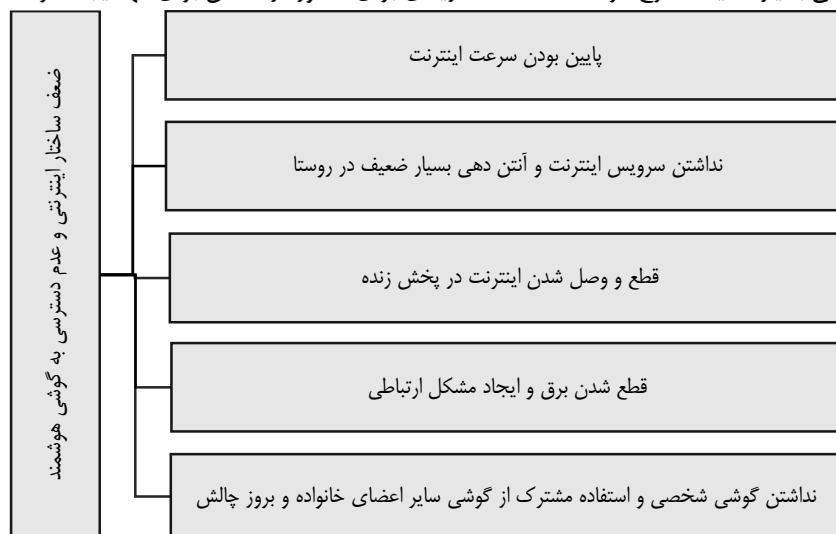 ضعف ساختار اینترنتی و عدم دسترسی به گوشی هوشمند
پایین بودن سرعت اینترنت
نداشتن سرویس اینترنت و آنتن دهی بسیار ضعیف در روستا
قطع و وصل شدن اینترنت در پخش زنده
قطع شدن برق و ایجاد مشکل ارتباطی
نداشتن گوشی شخصی و استفاده مشترک از گوشی سایر اعضای خانواده و بروز چالش